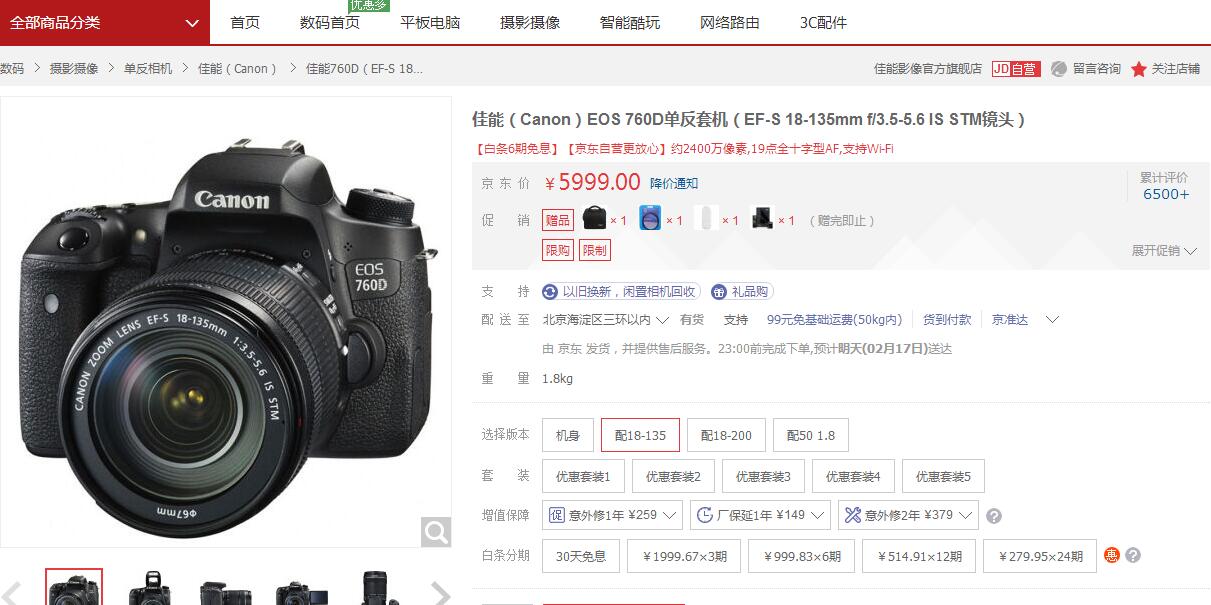 优惠多
全部商品分类 首页 数码首页 平板电脑 摄影摄像 智能酷玩 网络路由 3C配件
数码 > 摄影摄像 > 单反相机 > 佳能（Canon） > 佳能760D（EF-S 18... 佳能影像官方旗舰店 JD自营 留言咨询 关注店铺
佳能（Canon）EOS 760D单反套机（EF-S 18-135mm f/3.5-5.6 IS STM镜头）
【白条6期免息】【京东自营更放心】约2400万像素,19点全十字型AF,支持Wi-Fi
京东价 ￥5999.00 降价通知 累计评价
6500+
促销 赠品 ×1 ×1 ×1 ×1 （赠完即止）
限购 限制 展开促销
支持 以旧换新，闲置相机回收 礼品购
配送至 北京海淀区三环以内 有货 支持 99元免基础运费(50kg内) 货到付款 京准达
由 京东 发货，并提供售后服务。23:00前完成下单,预计明天(02月17日)送达
重量 1.8kg
选择版本 机身 配18-135 配18-200 配50 1.8
套装 优惠套装1 优惠套装2 优惠套装3 优惠套装4 优惠套装5
增值保障 保 意外修1年 ¥259 厂保延1年 ¥149 意外修2年 ¥379 ?
白条分期 30天免息 ￥1999.67×3期 ￥999.83×6期 ￥514.91×12期 ￥279.95×24期 惠 ?
Canon
EOS
760D
CANON ZOOM LENS EF-S 18-135mm 1:3.5-5.6 IS STM
Φ67mm